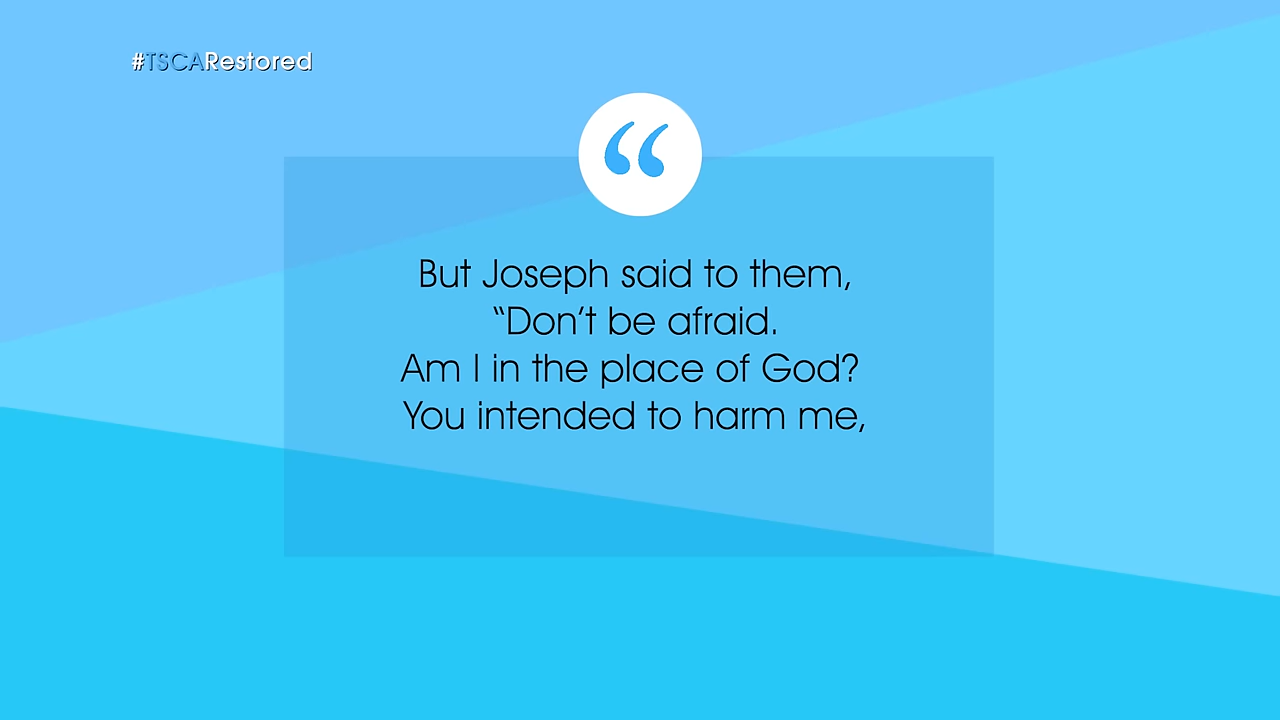 #TSCARestored
“
But Joseph said to them,
“Don’t be afraid.
Am I in the place of God?
You intended to harm me,